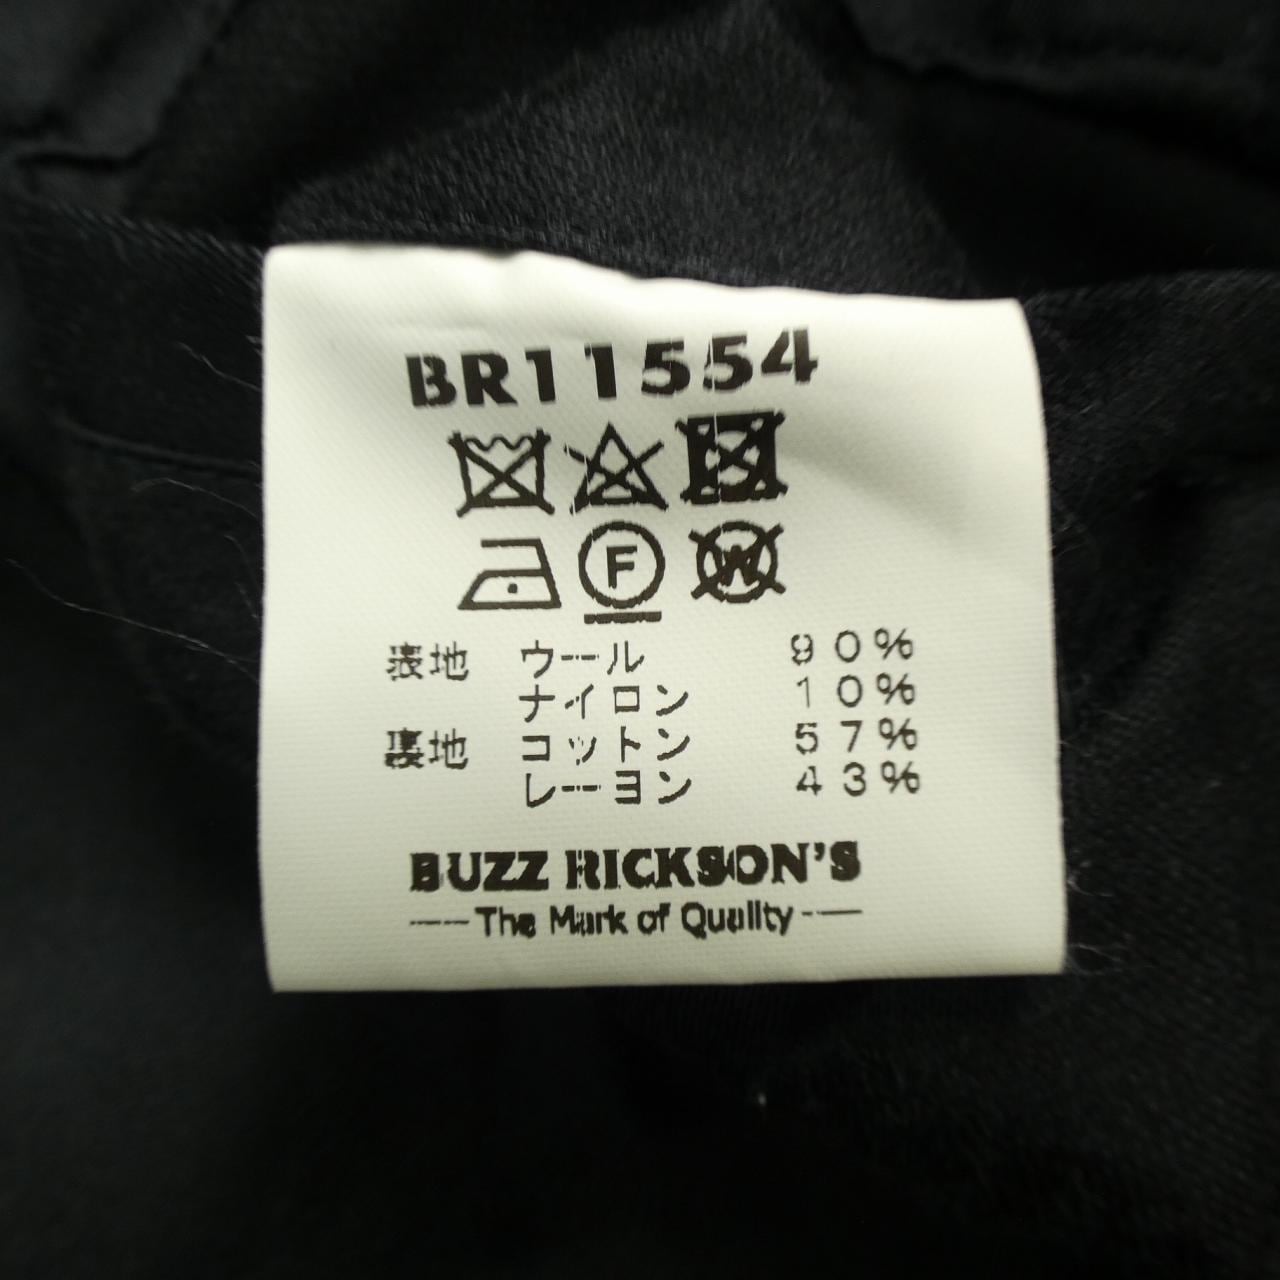 BR11554
F
W
表地 ウール 90%
ナイロン 10%
裏地 コットン 57%
レーヨン 43%
BUZZ RICKSON'S
The Mark of Quality